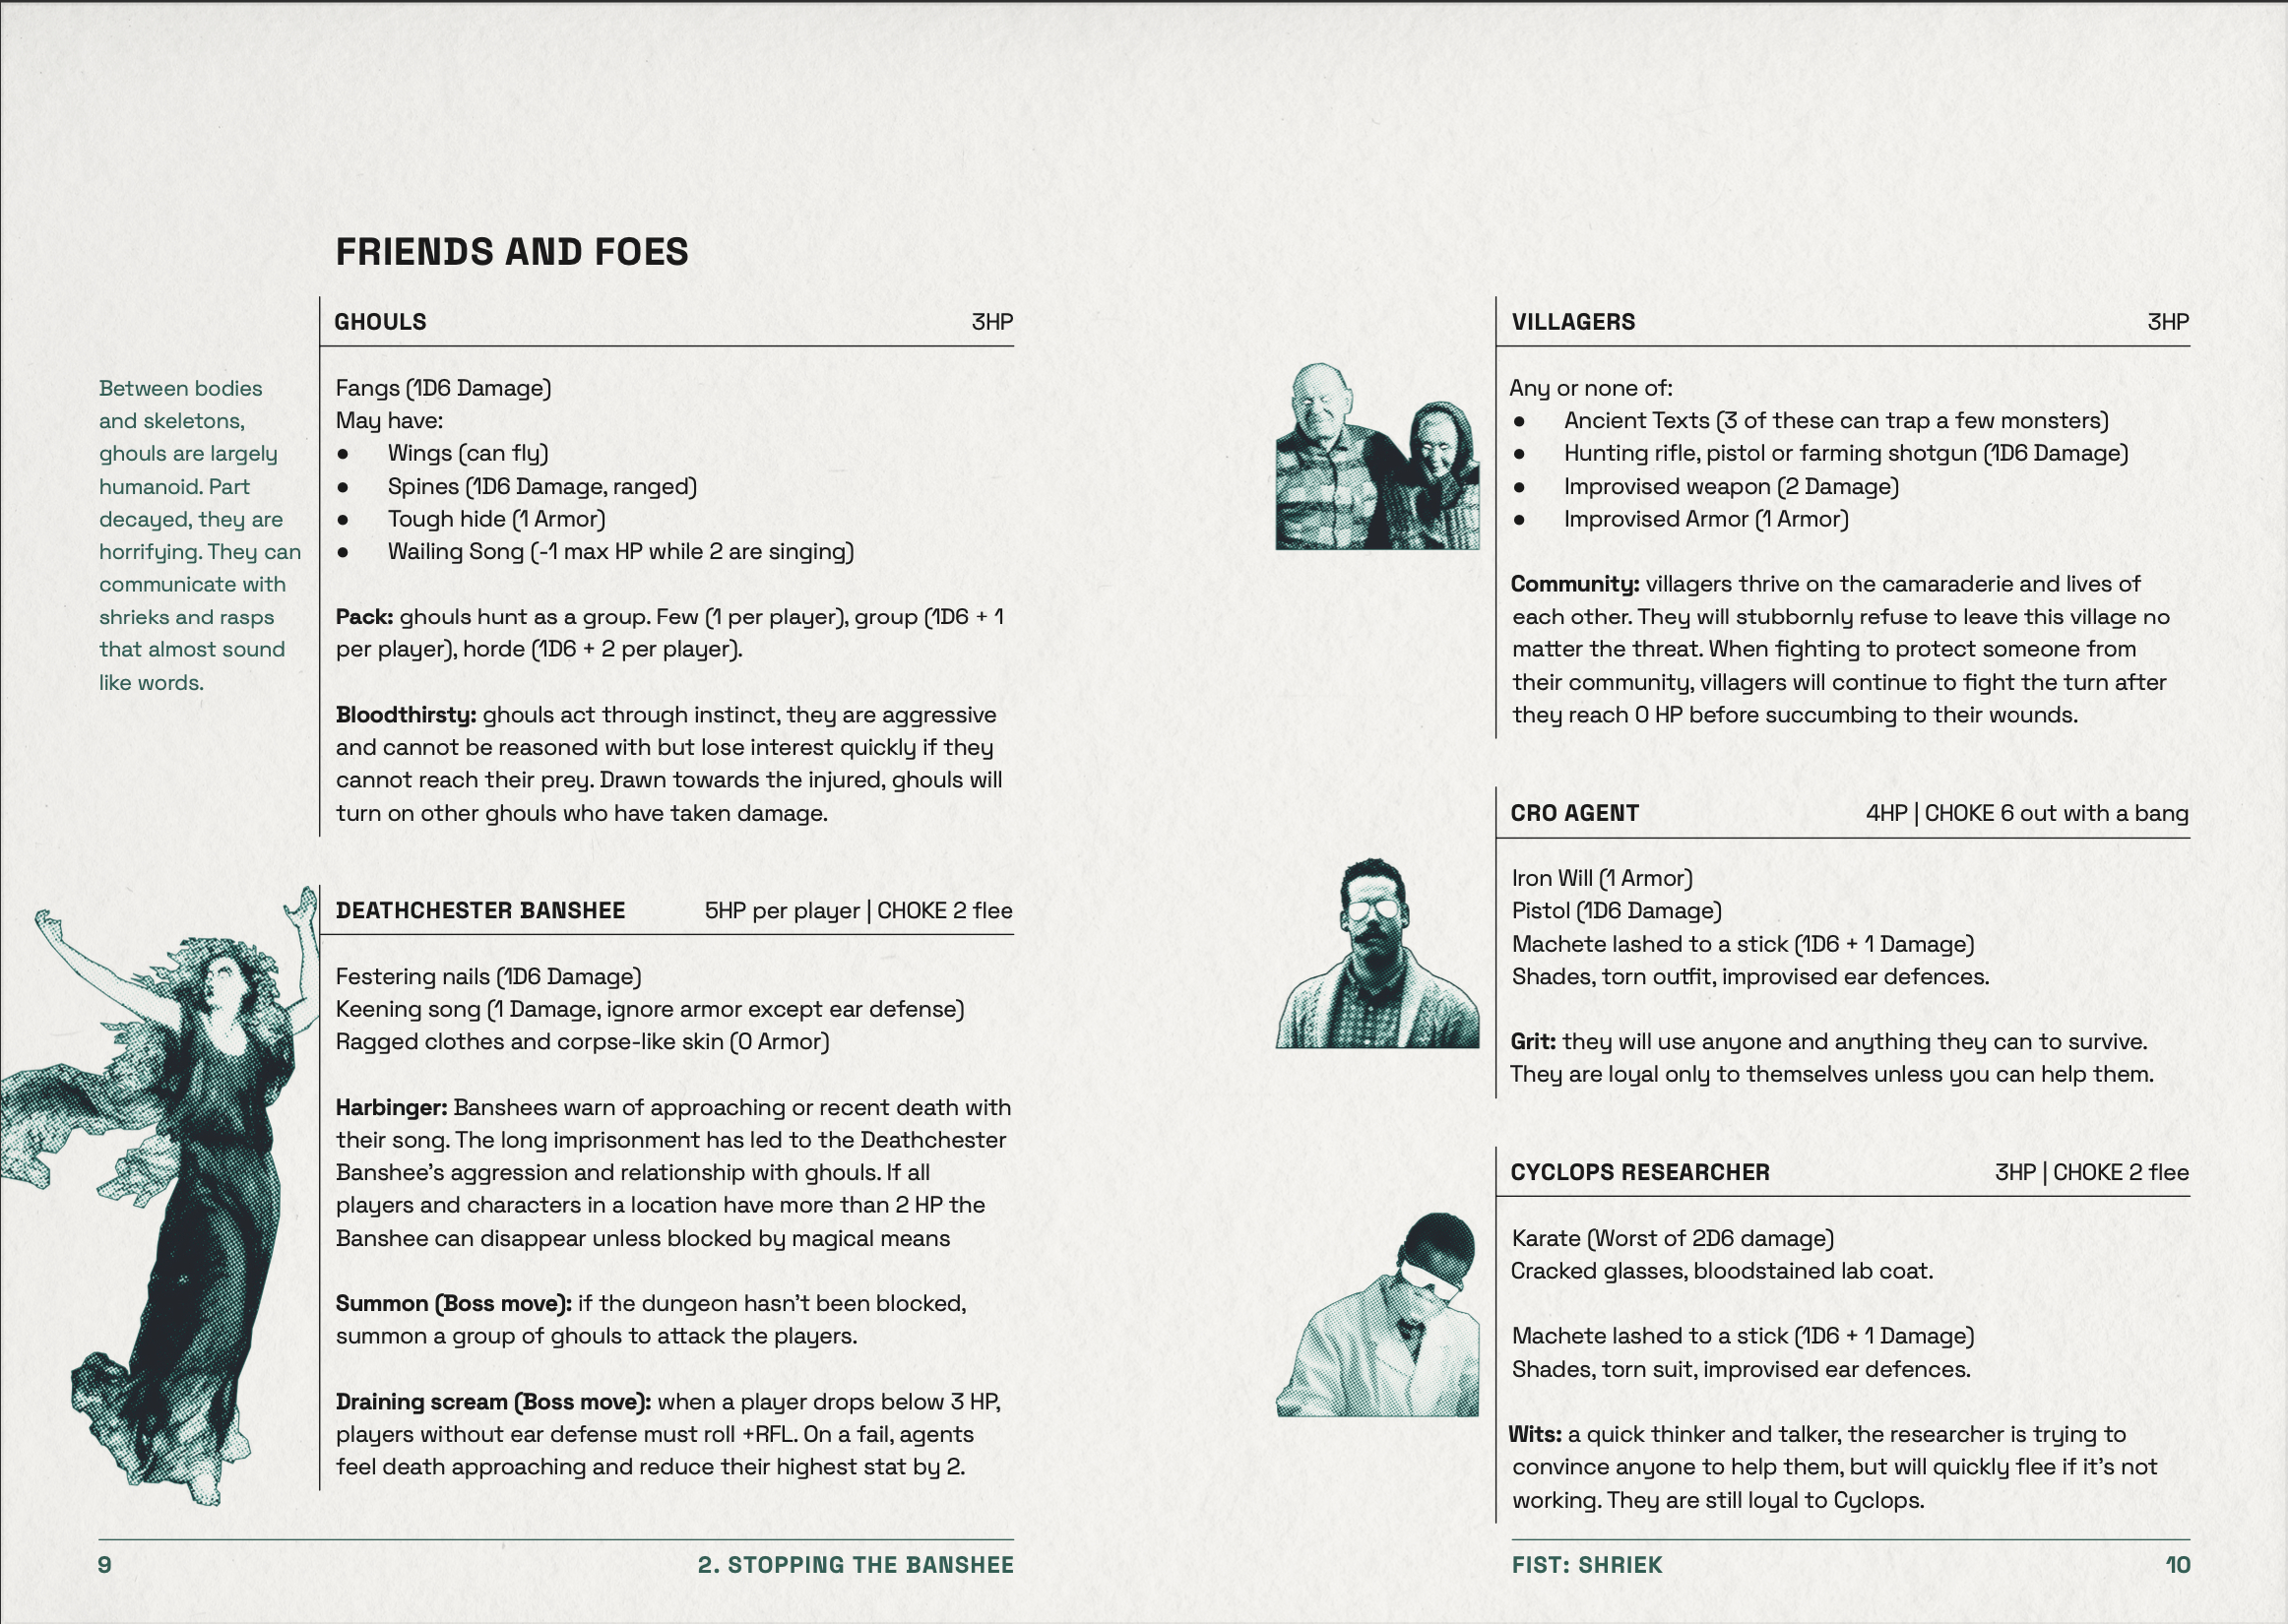 FRIENDS AND FOES
GHOULS 3HP
Between bodies
and skeletons,
ghouls are largely
humanoid. Part
decayed, they are
horrifying. They can
communicate with
shrieks and rasps
that almost sound
like words.
Fangs (1D6 Damage)
May have:
● Wings (can fly)
● Spines (1D6 Damage, ranged)
● Tough hide (1 Armor)
● Wailing Song (-1 max HP while 2 are singing)
Pack: ghouls hunt as a group. Few (1 per player), group (1D6 + 1
per player), horde (1D6 + 2 per player).
Bloodthirsty: ghouls act through instinct, they are aggressive
and cannot be reasoned with but lose interest quickly if they
cannot reach their prey. Drawn towards the injured, ghouls will
turn on other ghouls who have taken damage.
DEATHCHESTER BANSHEE 5HP per player | CHOKE 2 flee
Festering nails (1D6 Damage)
Keening song (1 Damage, ignore armor except ear defense)
Ragged clothes and corpse-like skin (0 Armor)
Harbinger: Banshees warn of approaching or recent death with
their song. The long imprisonment has led to the Deathchester
Banshee's aggression and relationship with ghouls. If all
players and characters in a location have more than 2 HP the
Banshee can disappear unless blocked by magical means
Summon (Boss move): if the dungeon hasn't been blocked,
summon a group of ghouls to attack the players.
Draining scream (Boss move): when a player drops below 3 HP,
players without ear defense must roll +RFL. On a fail, agents
feel death approaching and reduce their highest stat by 2.
9 2. STOPPING THE BANSHEE
VILLAGERS 3HP
Any or none of:
● Ancient Texts (3 of these can trap a few monsters)
● Hunting rifle, pistol or farming shotgun (1D6 Damage)
● Improvised weapon (2 Damage)
● Improvised Armor (1 Armor)
Community: villagers thrive on the camaraderie and lives of
each other. They will stubbornly refuse to leave this village no
matter the threat. When fighting to protect someone from
their community, villagers will continue to fight the turn after
they reach 0 HP before succumbing to their wounds.
CRO AGENT 4HP | CHOKE 6 out with a bang
Iron Will (1 Armor)
Pistol (1D6 Damage)
Machete lashed to a stick (1D6 + 1 Damage)
Shades, torn outfit, improvised ear defences.
Grit: they will use anyone and anything they can to survive.
They are loyal only to themselves unless you can help them.
CYCLOPS RESEARCHER 3HP | CHOKE 2 flee
Karate (Worst of 2D6 damage)
Cracked glasses, bloodstained lab coat.
Machete lashed to a stick (1D6 + 1 Damage)
Shades, torn suit, improvised ear defences.
Wits: a quick thinker and talker, the researcher is trying to
convince anyone to help them, but will quickly flee if it's not
working. They are still loyal to Cyclops.
FIST: SHRIEK 10